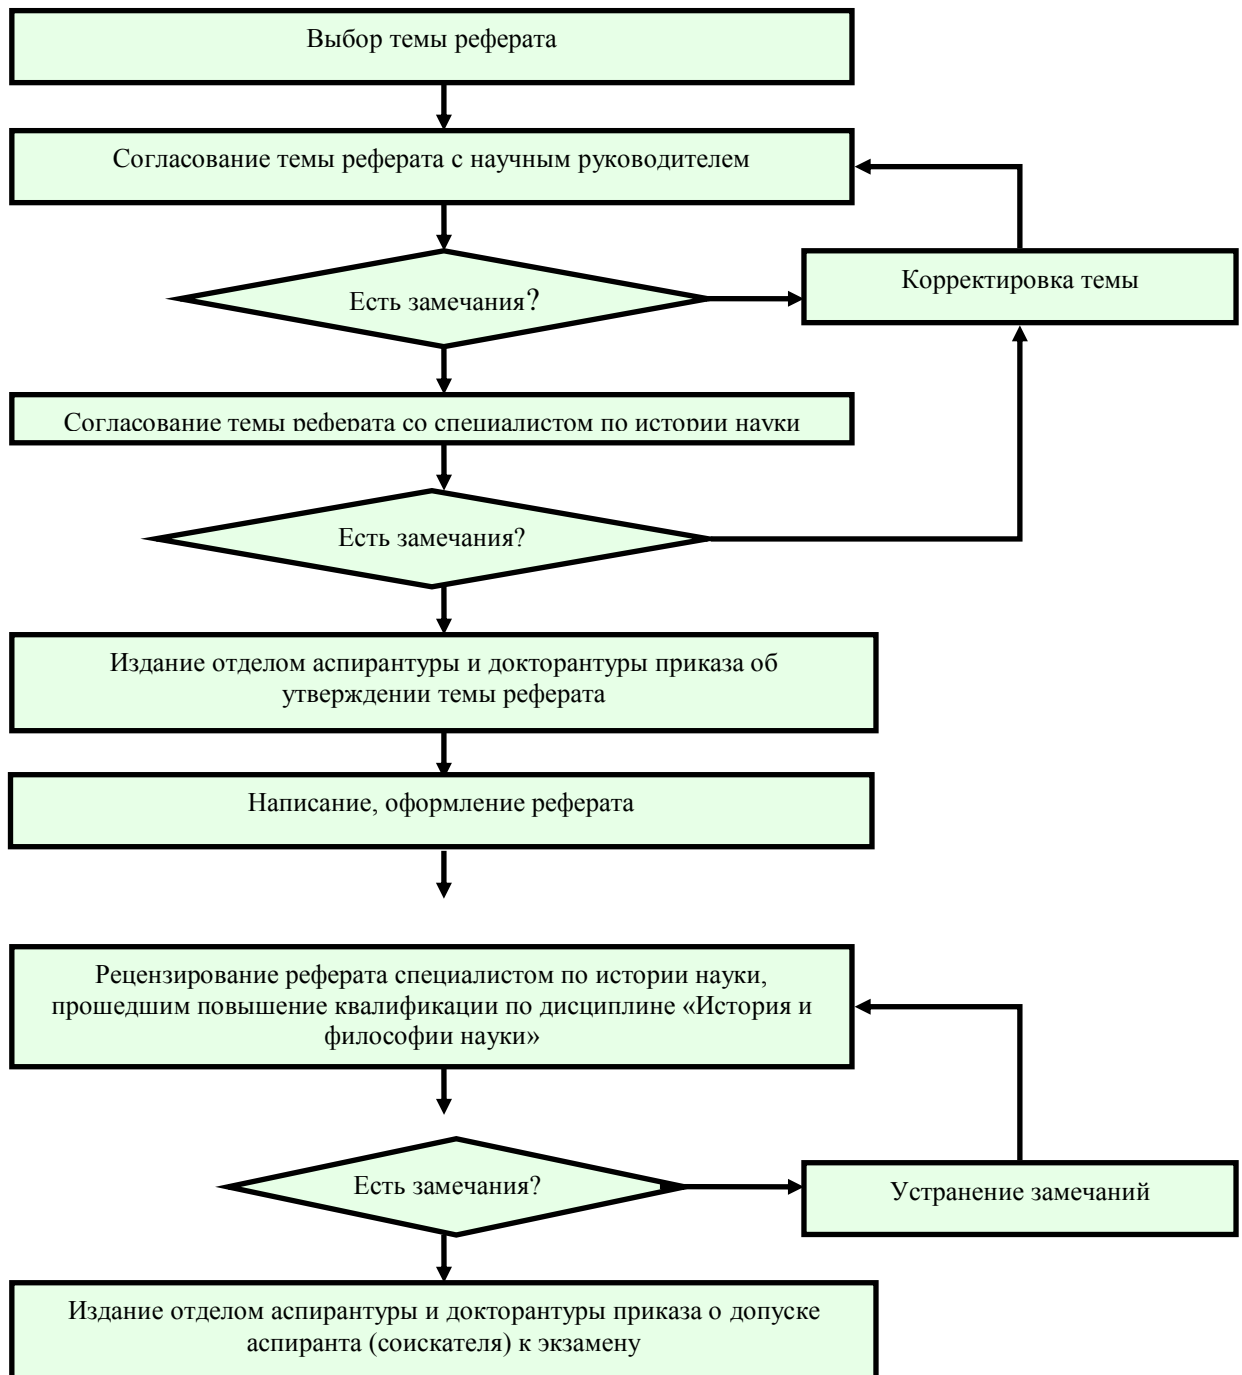 Выбор темы реферата
Согласование темы реферата с научным руководителем
Корректировка темы
Есть замечания?
Согласование темы реферата со специалистом по истории науки
Есть замечания?
Издание отделом аспирантуры и докторантуры приказа об
утверждении темы реферата
Написание, оформление реферата
Рецензирование реферата специалистом по истории науки,
прошедшим повышение квалификации по дисциплине «История и
философии науки»
Есть замечания?
Устранение замечаний
Издание отделом аспирантуры и докторантуры приказа о допуске
аспиранта (соискателя) к экзамену